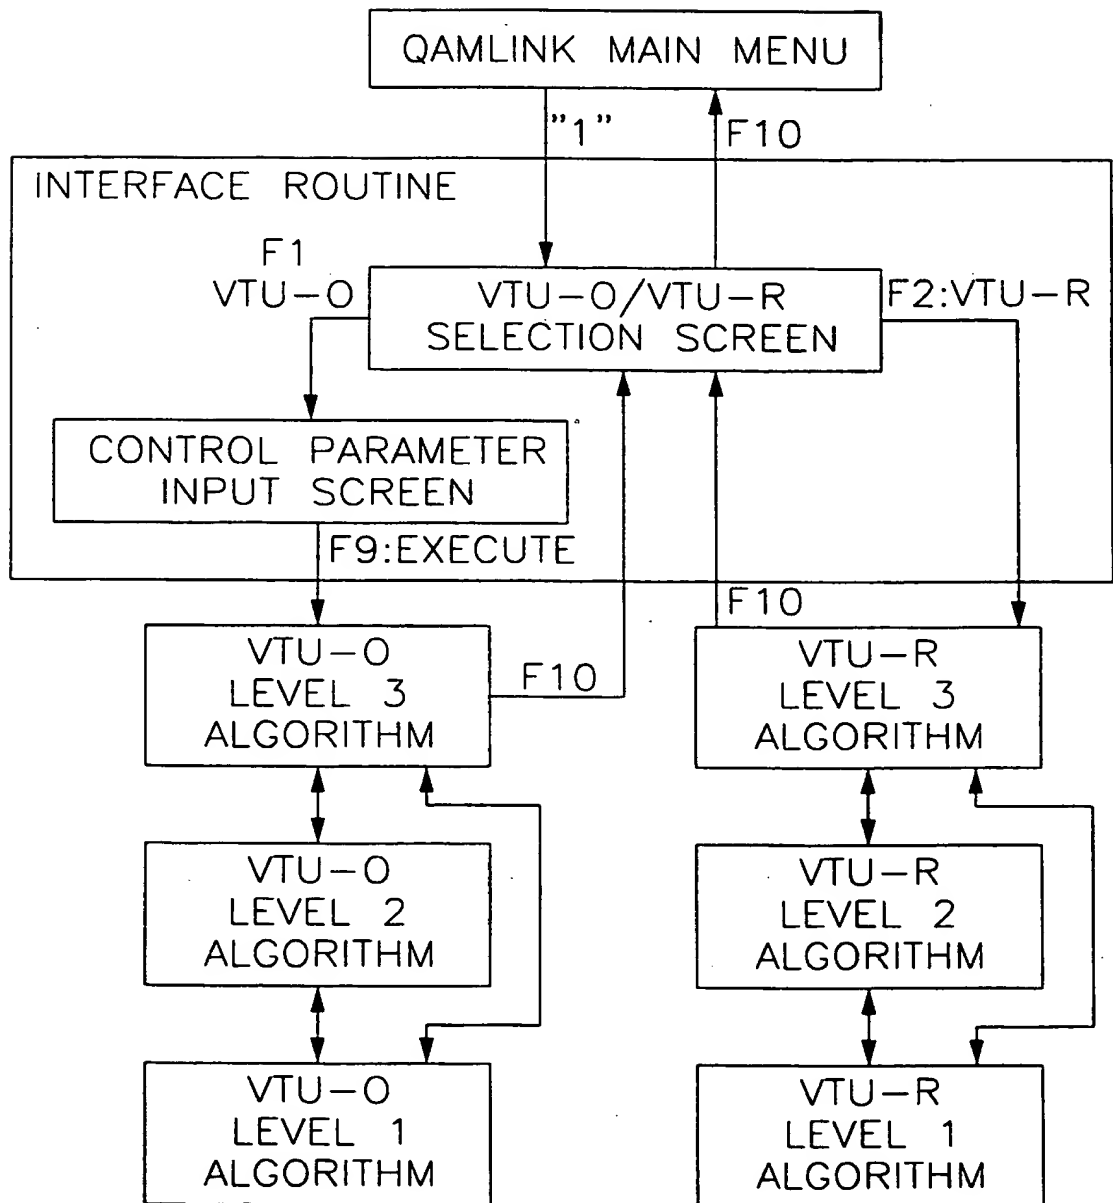 QAMLINK MAIN MENU
"1"
F10
INTERFACE ROUTINE
F1
VTU-O
VTU-O/VTU-R
SELECTION SCREEN
F2:VTU-R
CONTROL PARAMETER
INPUT SCREEN
F9:EXECUTE
F10
VTU-O
LEVEL 3
ALGORITHM
F10
VTU-R
LEVEL 3
ALGORITHM
VTU-O
LEVEL 2
ALGORITHM
VTU-R
LEVEL 2
ALGORITHM
VTU-O
LEVEL 1
ALGORITHM
VTU-R
LEVEL 1
ALGORITHM